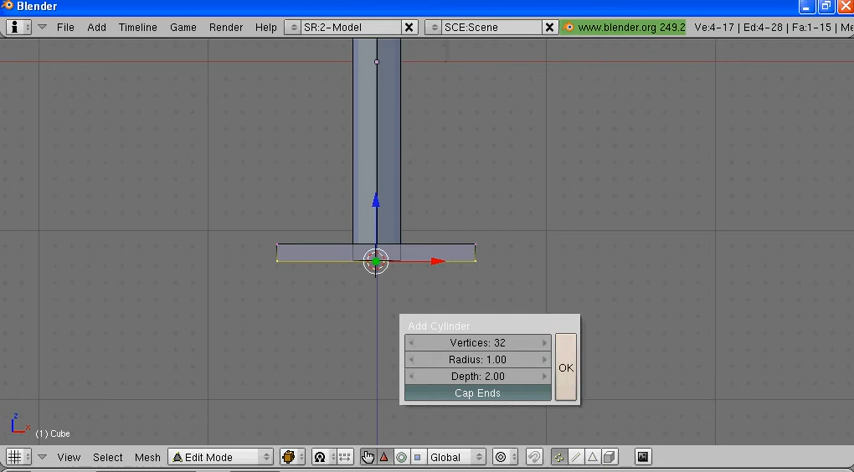 Blender
File Add Timeline Game Render Help SR:2-Model SCE:Scene www.blender.org 249.2 Ve:4-17 | Ed:4-28 | Fa:1-15 | Me
Add Cylinder
Vertices: 32
Radius: 1.00
Depth: 2.00
Cap Ends
OK
z
x
(1) Cube
View Select Mesh Edit Mode Global